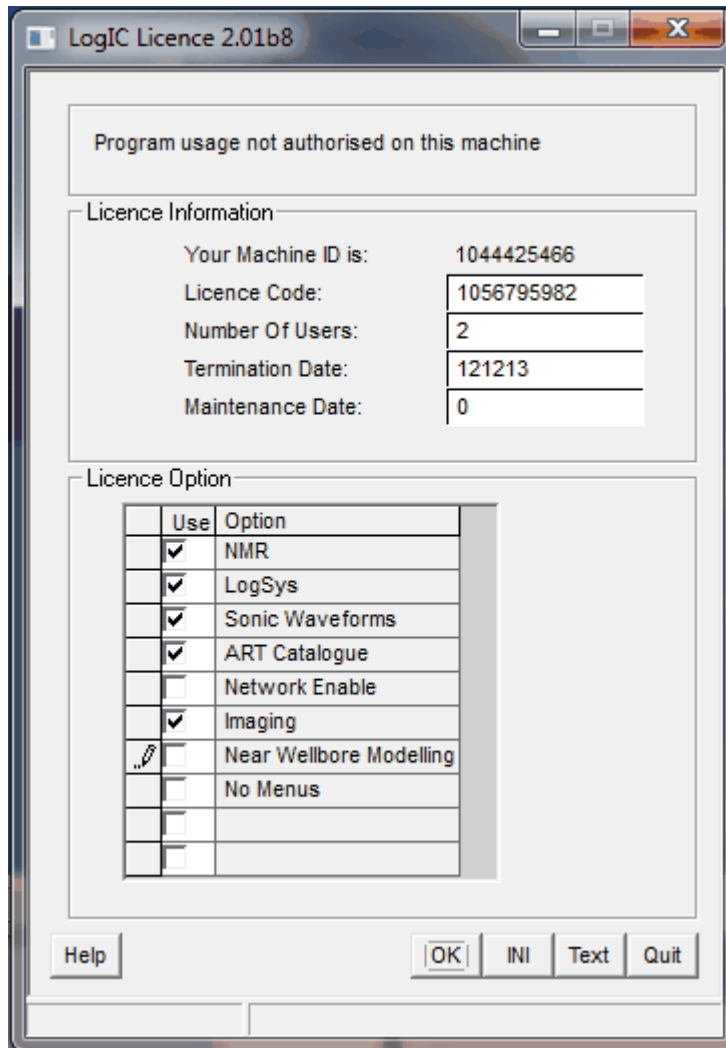 LogIC Licence 2.01b8
Program usage not authorised on this machine
Licence Information
Your Machine ID is: 1044425466
Licence Code: 1056795982
Number Of Users: 2
Termination Date: 121213
Maintenance Date: 0
Licence Option
Use Option
NMR
LogSys
Sonic Waveforms
ART Catalogue
Network Enable
Imaging
Near Wellbore Modelling
No Menus
Help OK INI Text Quit